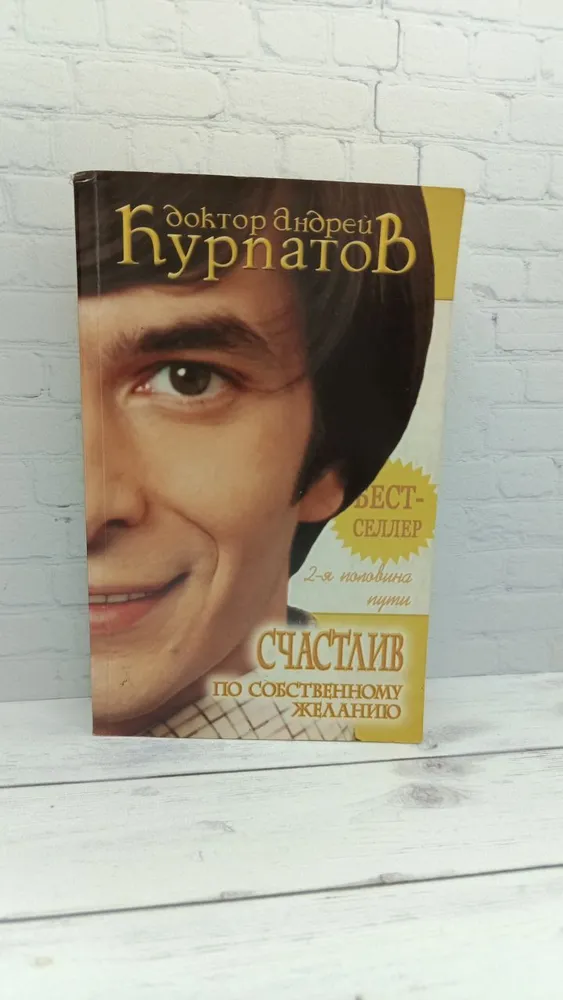 доктор Андрей
Курпатов
БЕСТ-
СЕЛЛЕР
2-я половина
пути
СЧАСТЛИВ
ПО СОБСТВЕННОМУ
ЖЕЛАНИЮ